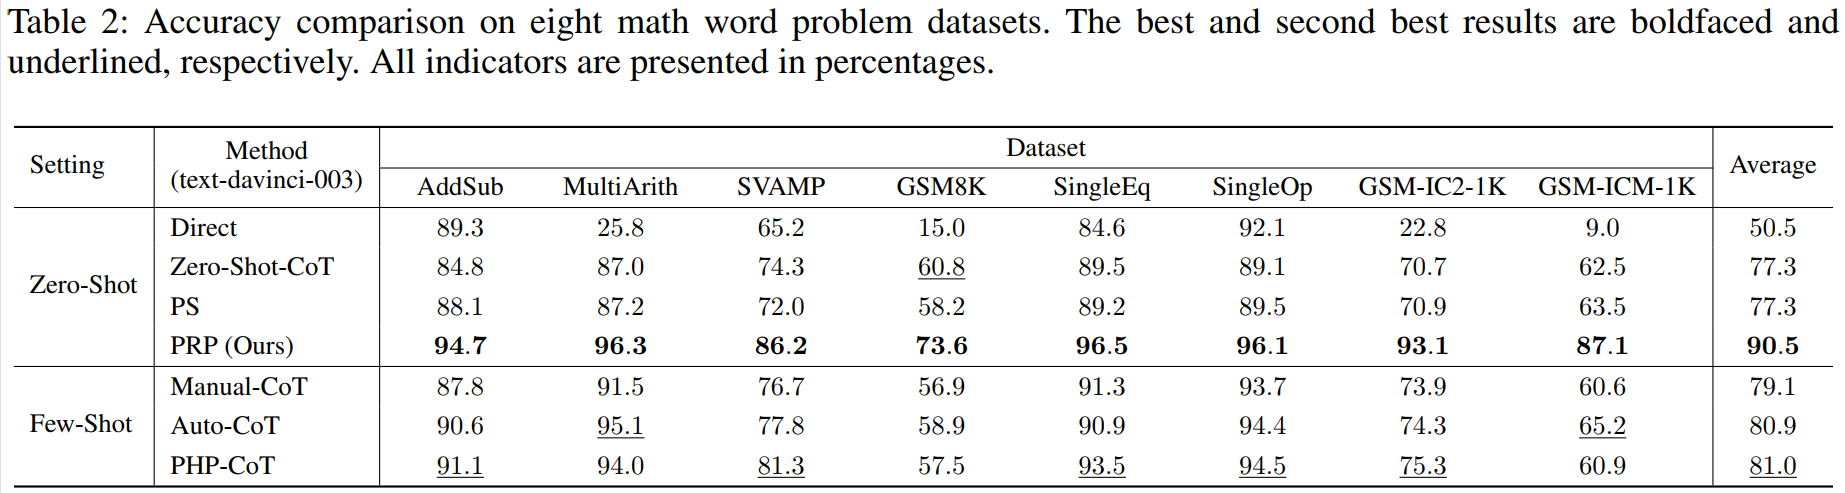 Table 2: Accuracy comparison on eight math word problem datasets. The best and second best results are boldfaced and
underlined, respectively. All indicators are presented in percentages.
Setting Method (text-davinci-003) Dataset Average
AddSub MultiArith SVAMP GSM8K SingleEq SingleOp GSM-IC2-1K GSM-ICM-1K
Zero-Shot
Direct 89.3 25.8 65.2 15.0 84.6 92.1 22.8 9.0 50.5
Zero-Shot-CoT 84.8 87.0 74.3 60.8 89.5 89.1 70.7 62.5 77.3
PS 88.1 87.2 72.0 58.2 89.2 89.5 70.9 63.5 77.3
PRP (Ours) 94.7 96.3 86.2 73.6 96.5 96.1 93.1 87.1 90.5
Few-Shot
Manual-CoT 87.8 91.5 76.7 56.9 91.3 93.7 73.9 60.6 79.1
Auto-CoT 90.6 95.1 77.8 58.9 90.9 94.4 74.3 65.2 80.9
PHP-CoT 91.1 94.0 81.3 57.5 93.5 94.5 75.3 60.9 81.0